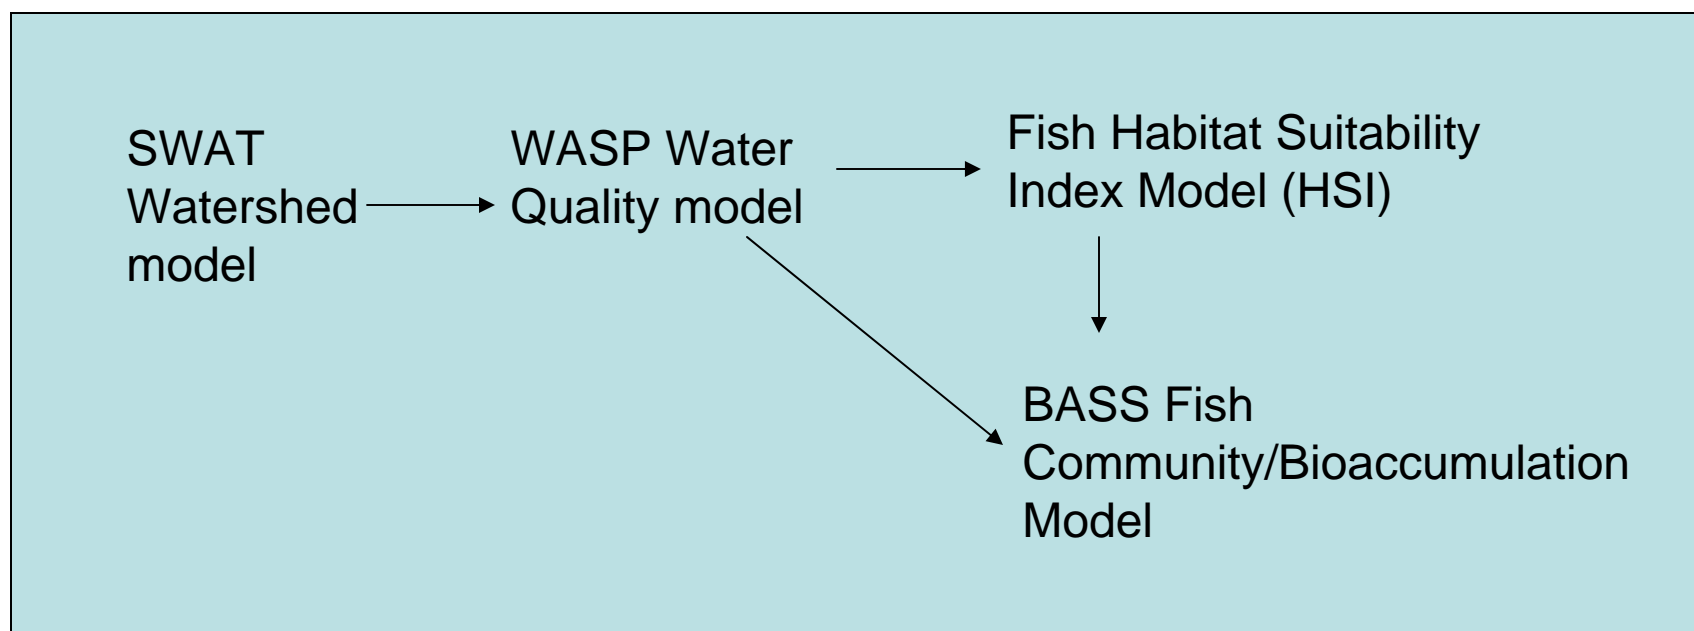 SWAT
Watershed
model
WASP Water
Quality model
Fish Habitat Suitability
Index Model (HSI)
BASS Fish
Community/Bioaccumulation
Model